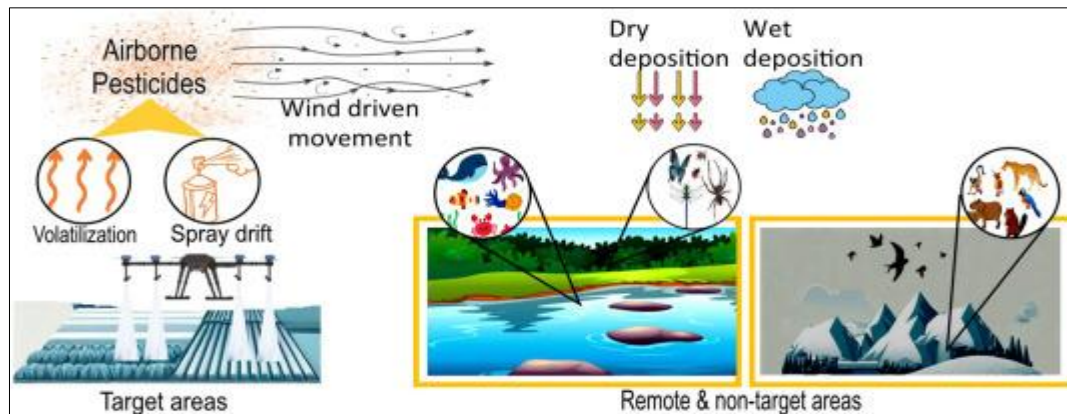 Airborne
Pesticides
Wind driven
movement
Dry
deposition
Wet
deposition
Volatilization
Spray drift
Target areas
Remote & non-target areas